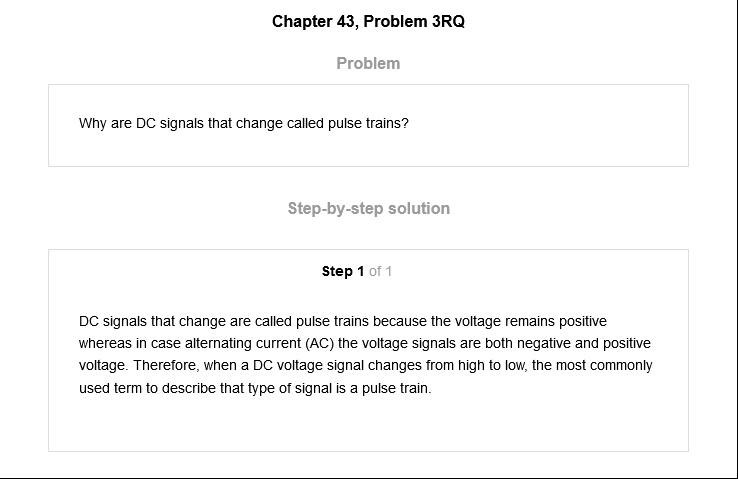 Chapter 43, Problem 3RQ
Problem
Why are DC signals that change called pulse trains?
Step-by-step solution
Step 1 of 1
DC signals that change are called pulse trains because the voltage remains positive
whereas in case alternating current (AC) the voltage signals are both negative and positive
voltage. Therefore, when a DC voltage signal changes from high to low, the most commonly
used term to describe that type of signal is a pulse train.